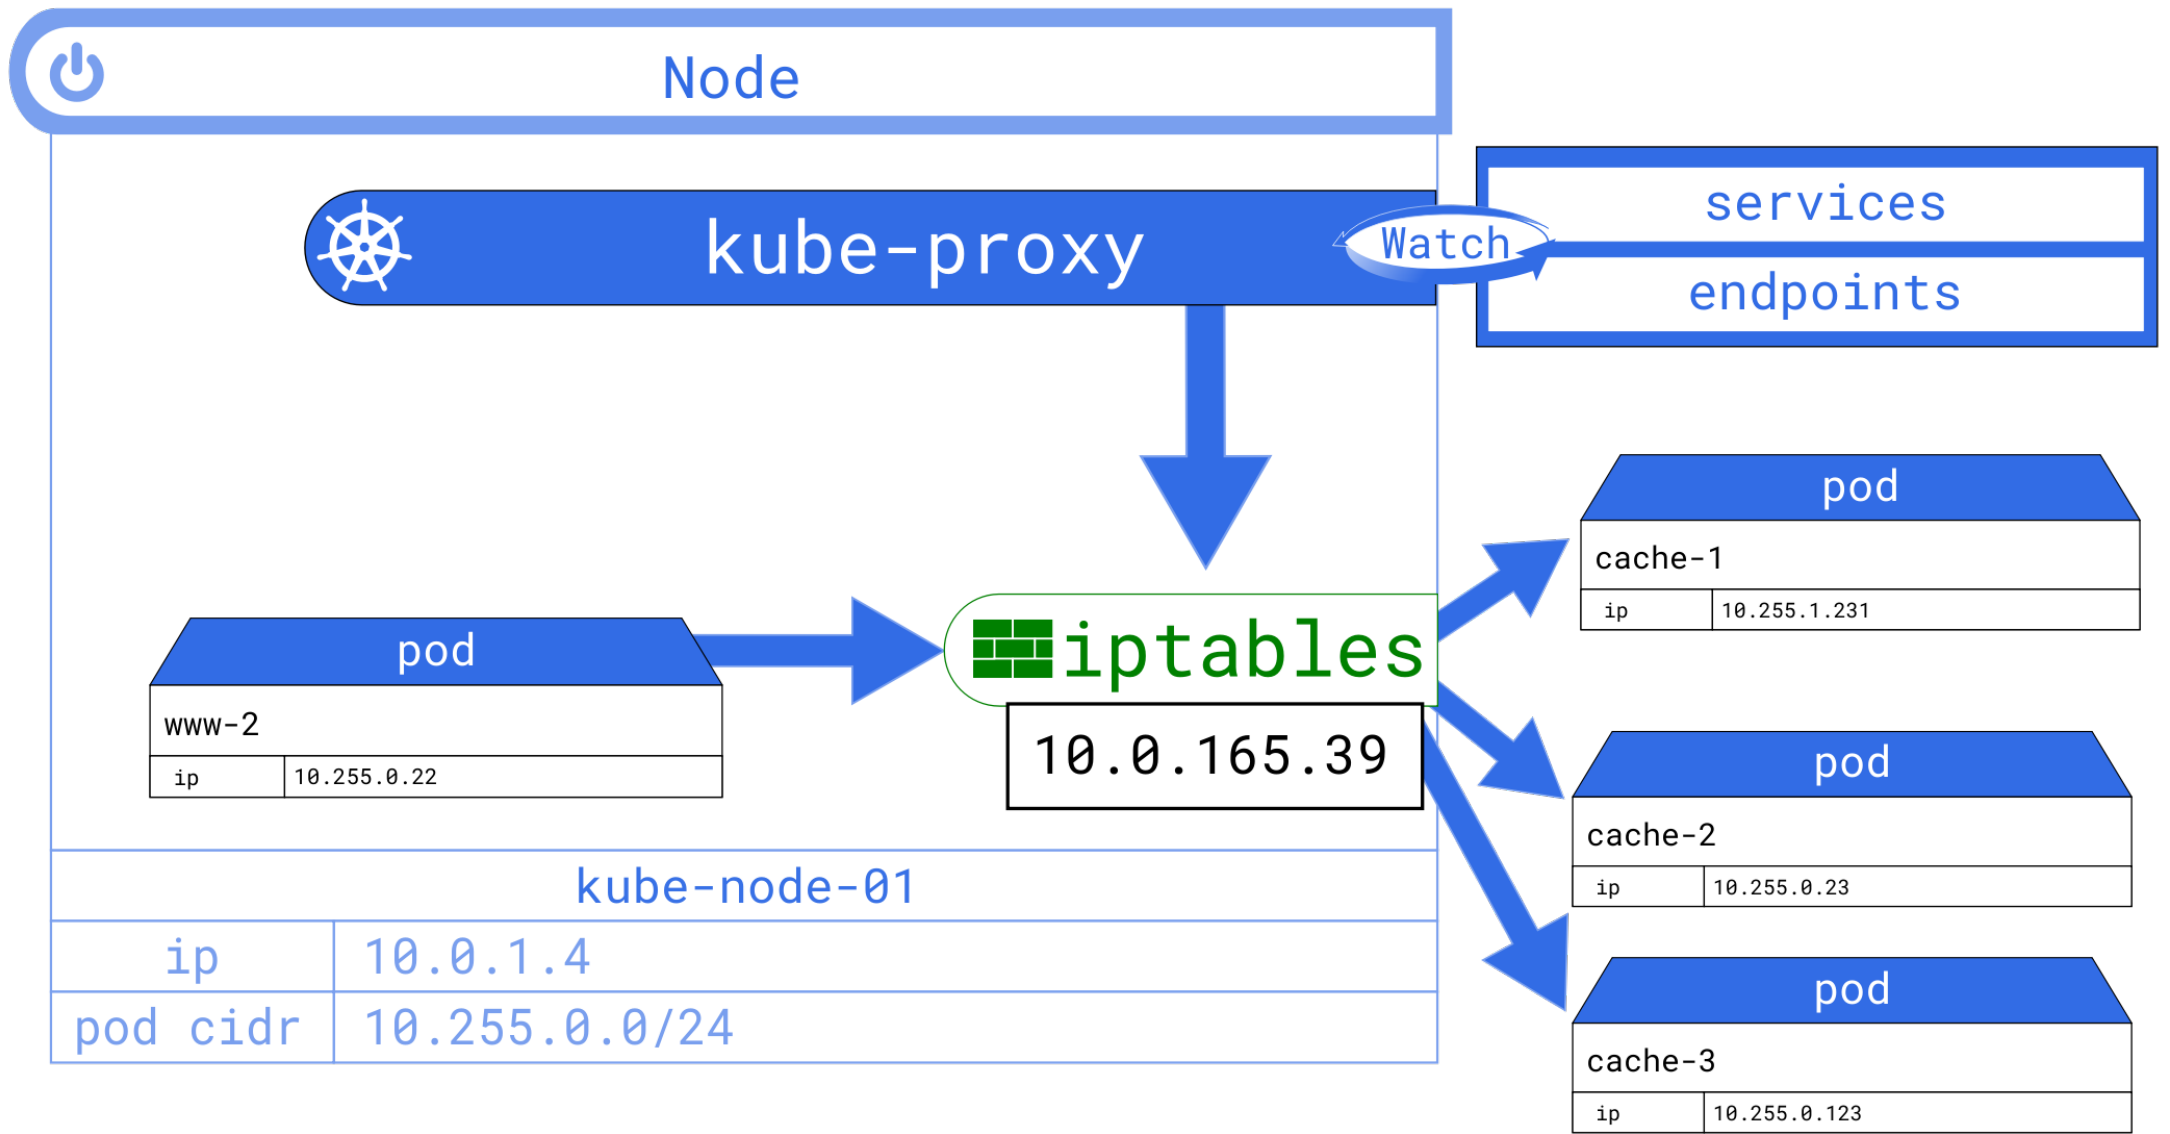 Node
kube-proxy
Watch
services
endpoints
pod
cache-1
ip 10.255.1.231
pod
www-2
ip 10.255.0.22
iptables
10.0.165.39
pod
cache-2
ip 10.255.0.23
kube-node-01
ip 10.0.1.4
pod cidr 10.255.0.0/24
pod
cache-3
ip 10.255.0.123